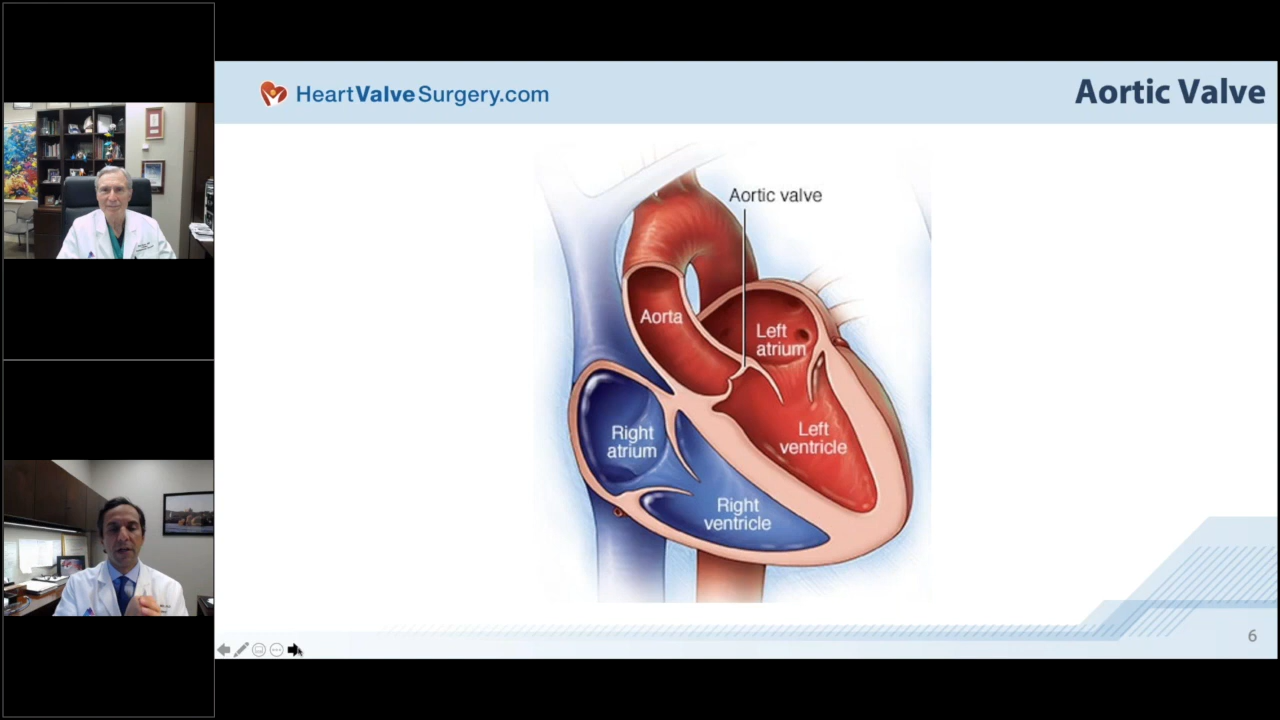 HeartValveSurgery.com
Aortic Valve
Aortic valve
Aorta
Left
atrium
Right
atrium
Left
ventricle
Right
ventricle
6